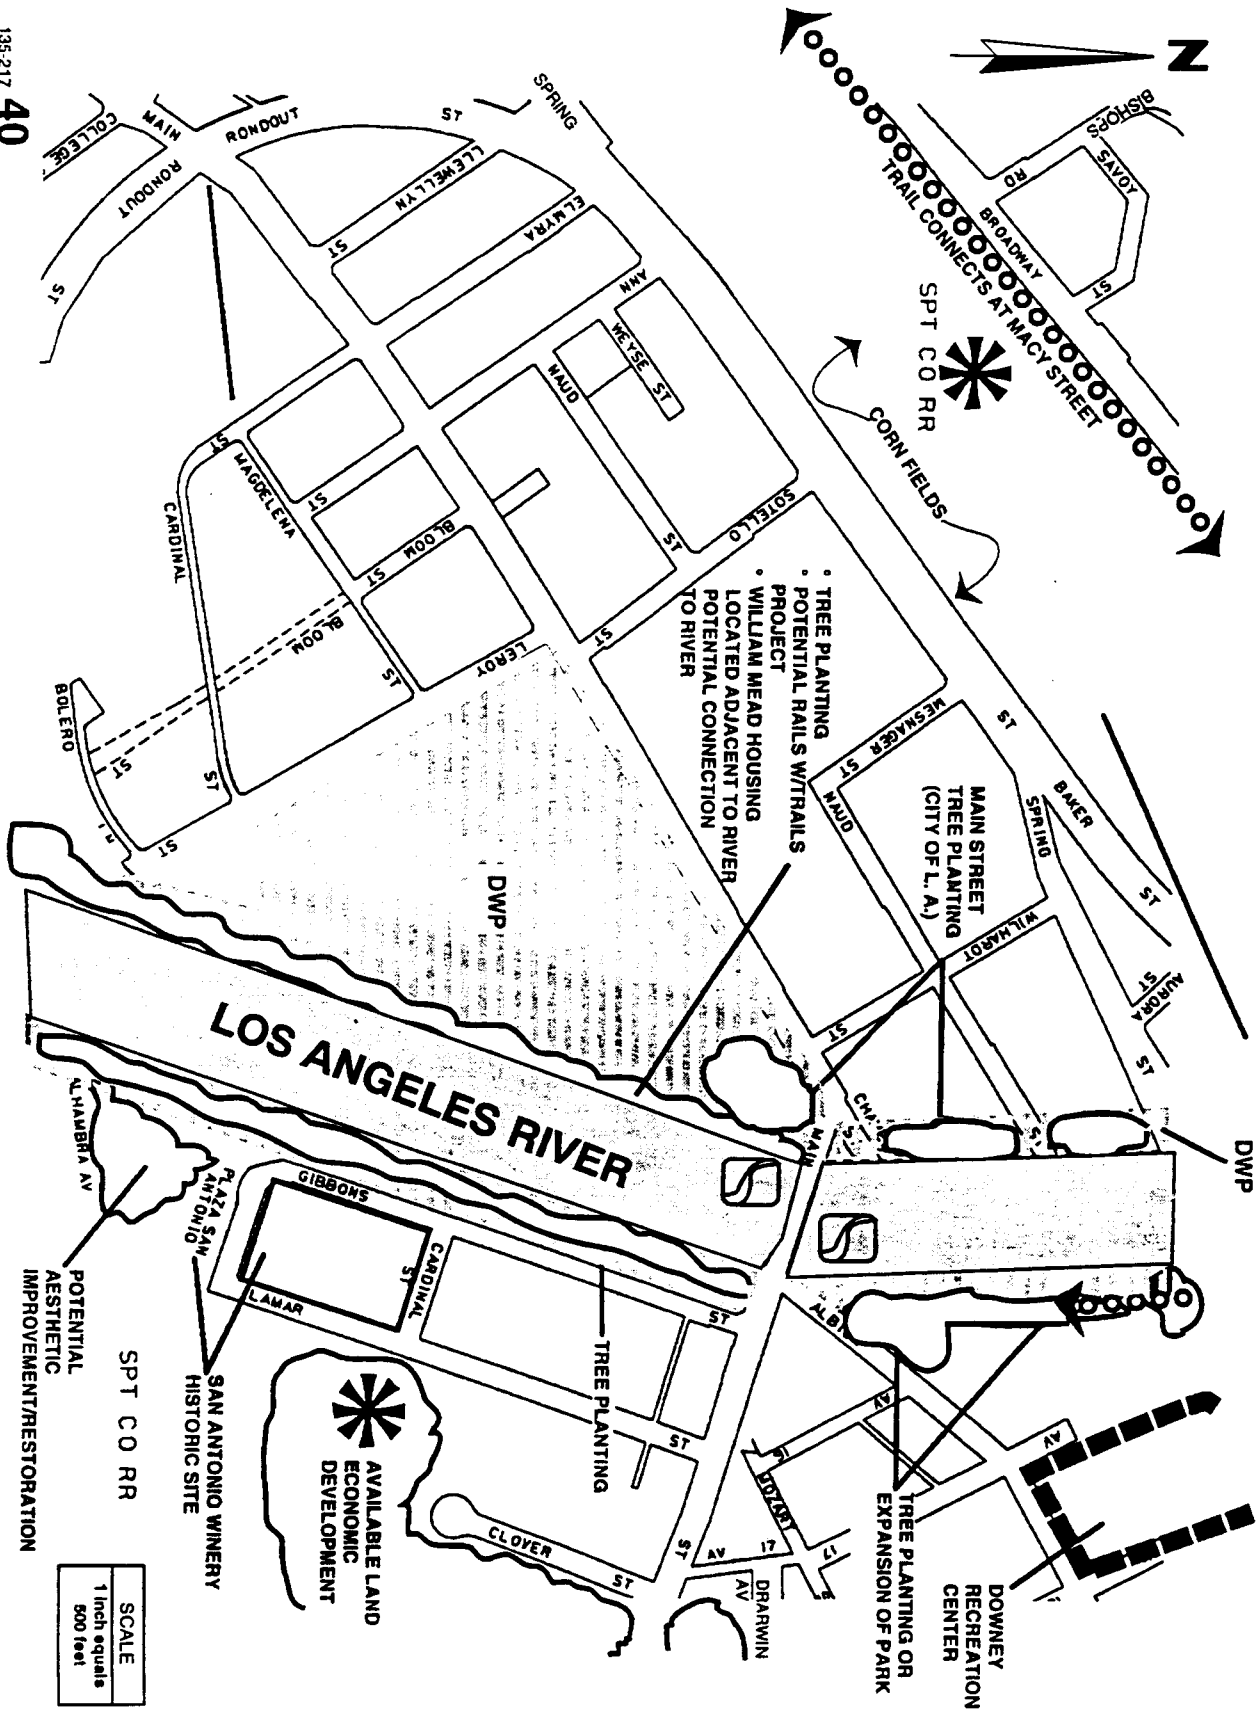 135-217 40
N
BISHOPS
RD
SAVOY
ST
BROADWAY
TRAIL CONNECTS AT MACY STREET
SPT CO RR
CORN FIELDS
SPRING
ST
RONDOUT
MAIN
COLLEGE
RONDOUT
ST
LLEWELLYN
ST
ELMYRA
ANN
WEYSE ST
NAUD
ST
SOTELLO
ST
MAGDELENA
ST
ST
CARDINAL
ST
BLOOM
ST
BLOOM
ST
LEROY
ST
BOLERO
ST
° TREE PLANTING
° POTENTIAL RAILS W/TRAILS
PROJECT
° WILLIAM MEAD HOUSING
LOCATED ADJACENT TO RIVER
POTENTIAL CONNECTION
TO RIVER
MESNAGER
ST
NAUD
MAIN STREET
TREE PLANTING
(CITY OF L. A.)
ST
SPRING
BAKER
ST
WILHARDT
ST
AURORA
ST
ST
DWP
DWP
MAIN
LOS ANGELES RIVER
ALHAMBRA AV
PLAZA SAN
ANTONIO
GIBBONS
CARDINAL
ST
LAMAR
ST
ST
TREE PLANTING
POTENTIAL
AESTHETIC
IMPROVEMENT/RESTORATION
SPT CO RR
SAN ANTONIO WINERY
HISTORIC SITE
AVAILABLE LAND
ECONOMIC
DEVELOPMENT
CLOVER
ST
ST
AV
AV
MOZART
AV 17
17
DRARWIN
AV
TREE PLANTING OR
EXPANSION OF PARK
DOWNEY
RECREATION
CENTER
SCALE
1 inch equals
500 feet